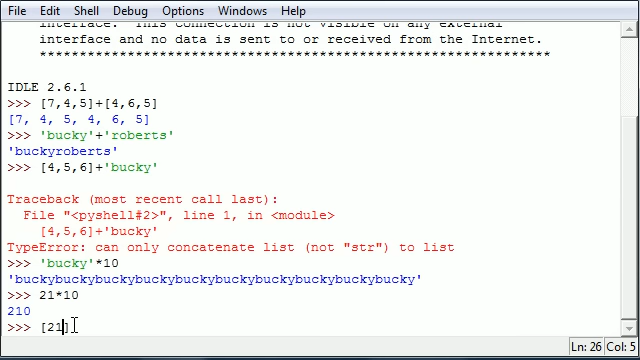 File Edit Shell Debug Options Windows Help
interface. This connection is not visible on any external
interface and no data is sent to or received from the Internet.
****************************************************************
IDLE 2.6.1
>>> [7,4,5]+[4,6,5]
[7, 4, 5, 4, 6, 5]
>>> 'bucky'+'roberts'
'buckyroberts'
>>> [4,5,6]+'bucky'
Traceback (most recent call last):
File "<pyshell#2>", line 1, in <module>
[4,5,6]+'bucky'
TypeError: can only concatenate list (not "str") to list
>>> 'bucky'*10
'buckybuckybuckybuckybuckybuckybuckybuckybuckybucky'
>>> 21*10
210
>>> [21]
Ln: 26 Col: 5